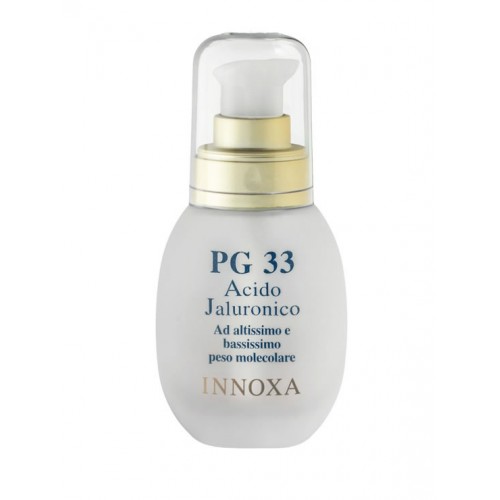 PG 33
Acido
Jaluronico
Ad altissimo e
bassissimo
peso molecolare
INNOXA